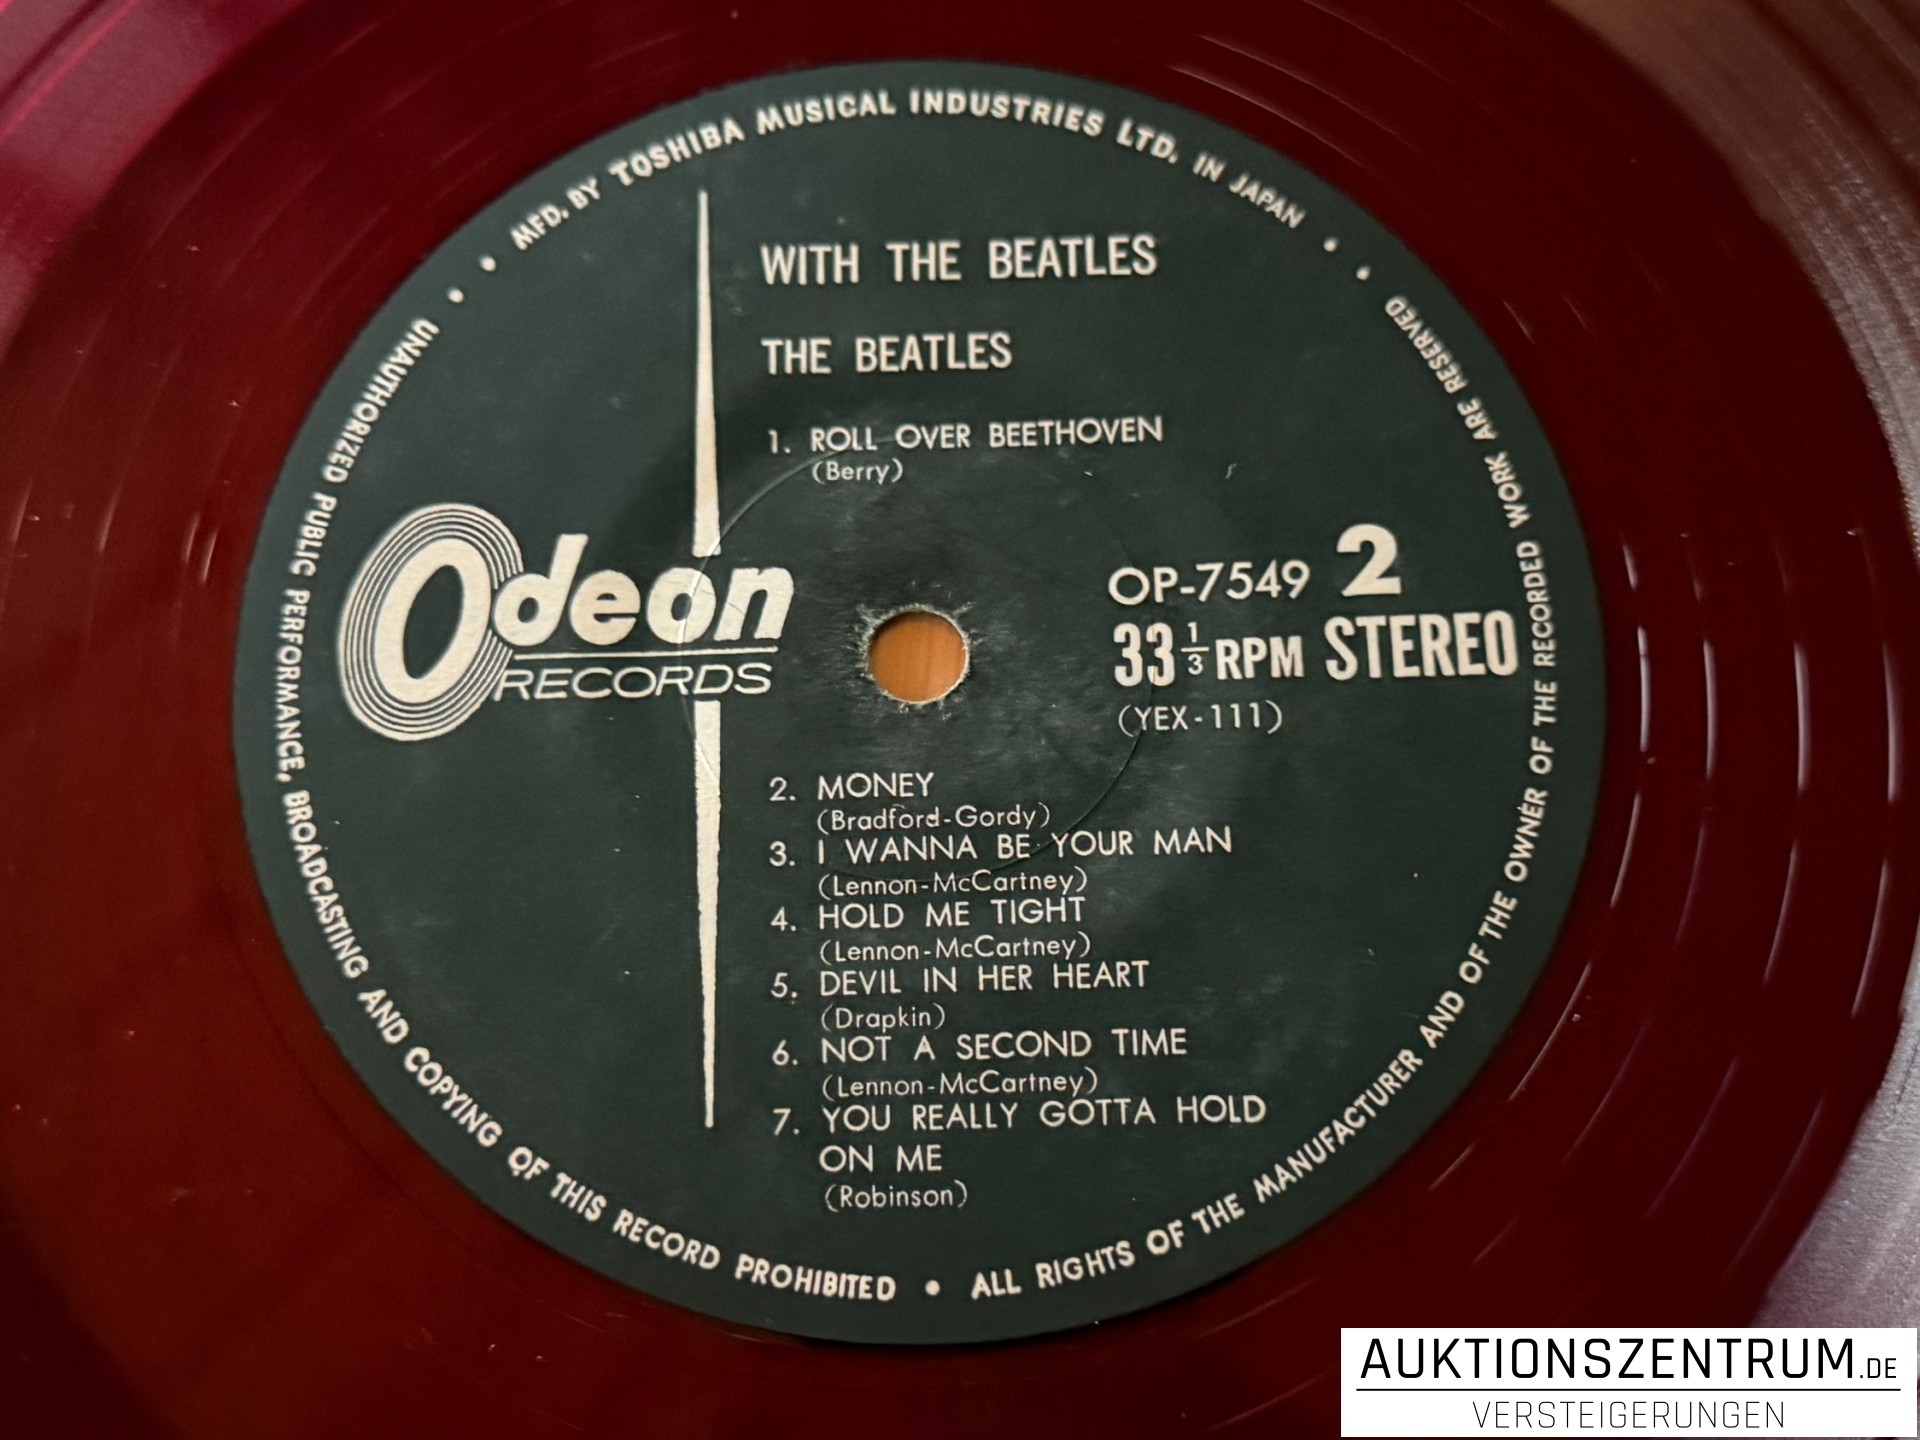 MFD. BY TOSHIBA MUSICAL INDUSTRIES LTD. IN JAPAN
WITH THE BEATLES
THE BEATLES
1. ROLL OVER BEETHOVEN
(Berry)
Odeon
RECORDS
OP-7549 2
33 1/3 RPM STEREO
(YEX-111)
2. MONEY
(Bradford-Gordy)
3. I WANNA BE YOUR MAN
(Lennon-McCartney)
4. HOLD ME TIGHT
(Lennon-McCartney)
5. DEVIL IN HER HEART
(Drapkin)
6. NOT A SECOND TIME
(Lennon-McCartney)
7. YOU REALLY GOTTA HOLD
ON ME
(Robinson)
UNAUTHORIZED PUBLIC PERFORMANCE, BROADCASTING AND COPYING OF THIS RECORD PROHIBITED • ALL RIGHTS OF THE MANUFACTURER AND OF THE OWNER OF THE RECORDED WORK ARE RESERVED
AUKTIONSZENTRUM.DE
VERSTEIGERUNGEN